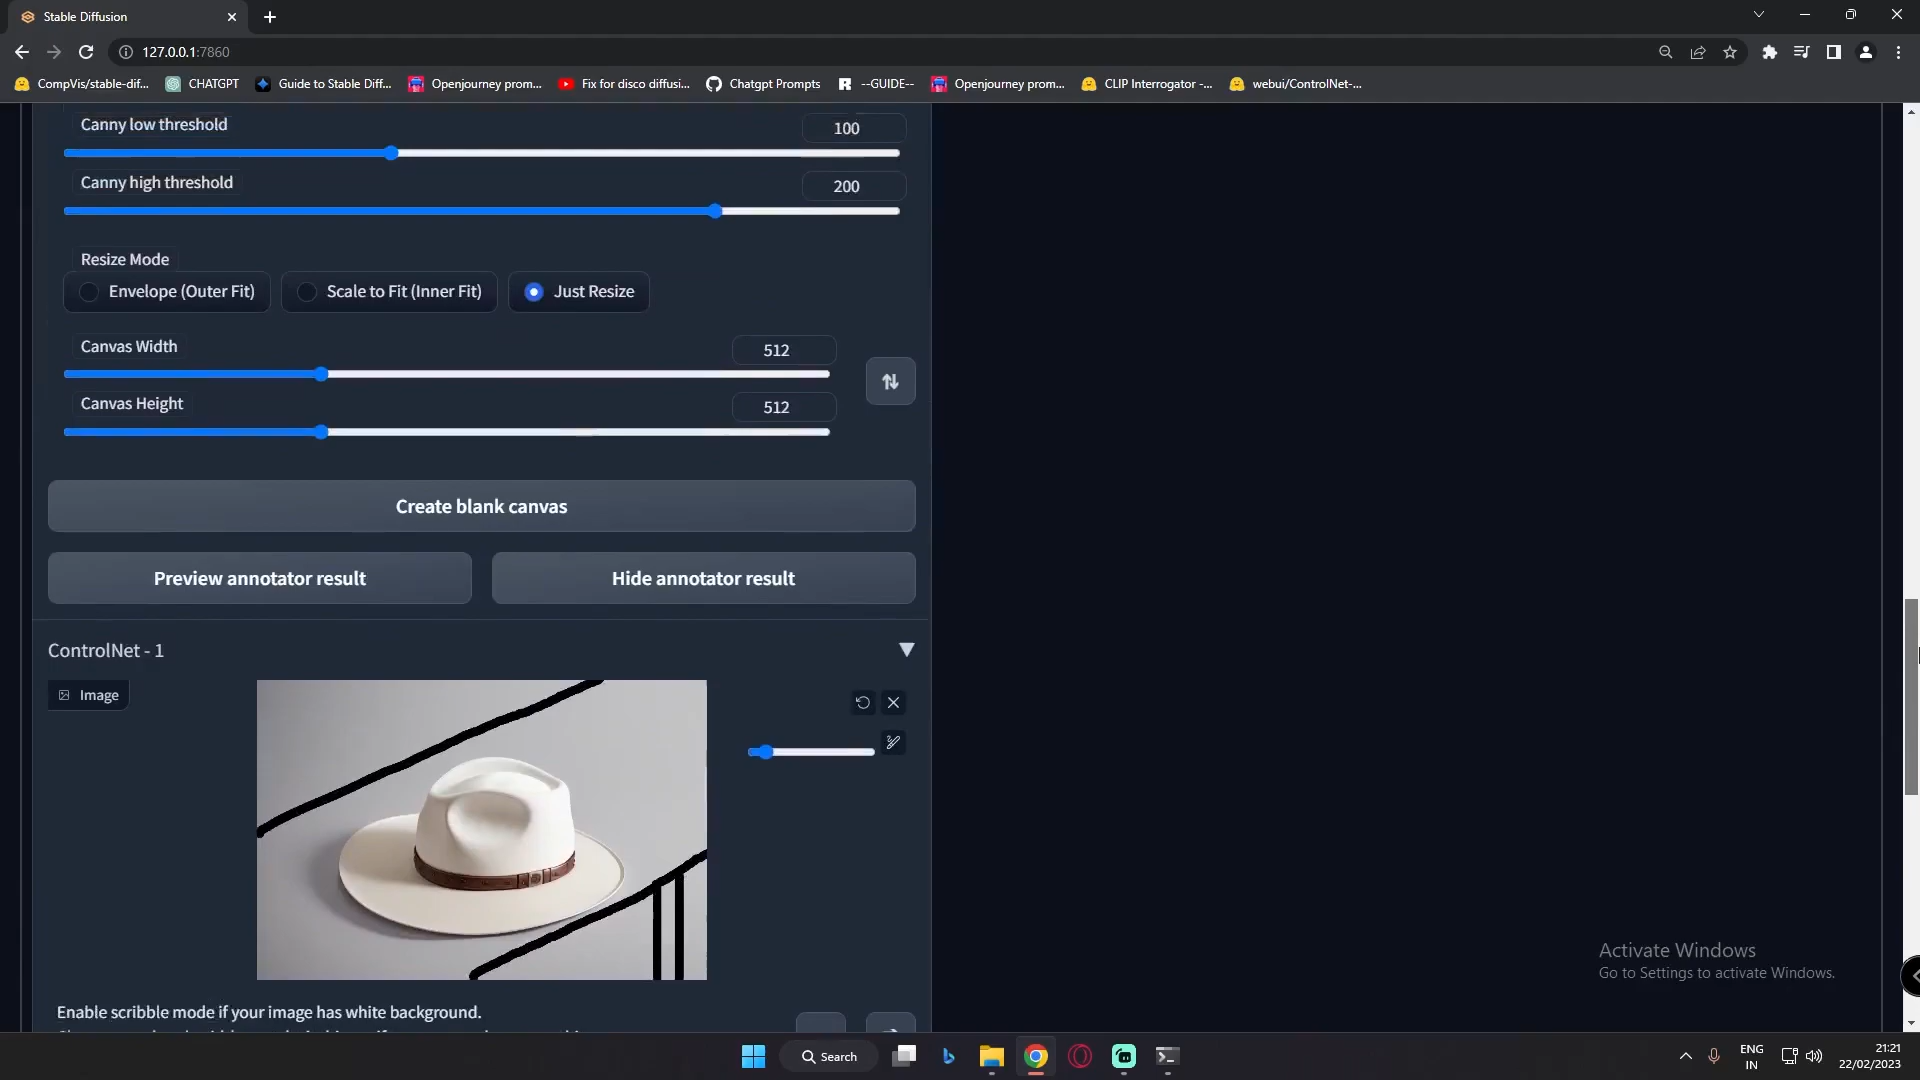 Stable Diffusion
127.0.0.1:7860
CompVis/stable-dif... CHATGPT Guide to Stable Diff... Openjourney prom... Fix for disco diffusi... Chatgpt Prompts --GUIDE-- Openjourney prom... CLIP Interrogator -... webui/ControlNet-...
Canny low threshold 100
Canny high threshold 200
Resize Mode
Envelope (Outer Fit) Scale to Fit (Inner Fit) Just Resize
Canvas Width 512
Canvas Height 512
Create blank canvas
Preview annotator result Hide annotator result
ControlNet - 1
Image
Activate Windows
Go to Settings to activate Windows.
Enable scribble mode if your image has white background.
Search
ENG
IN
21:21
22/02/2023